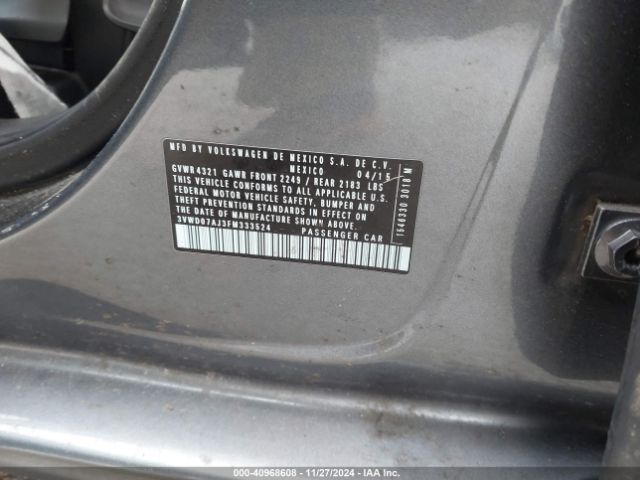 MFD BY VOLKSWAGEN DE MEXICO S.A. DE C.V.
MEXICO 04/15
GVWR 4321 GAWR FRONT 2249 / REAR 2183 LBS
THIS VEHICLE CONFORMS TO ALL APPLICABLE U.S.
FEDERAL MOTOR VEHICLE SAFETY, BUMPER AND
THEFT PREVENTION STANDARDS IN EFFECT ON
THE DATE OF MANUFACTURE SHOWN ABOVE.
3VWD07AJ3FM333524 PASSENGER CAR
1546330 3018 M
000-40968608 - 11/27/2024 - IAA Inc.